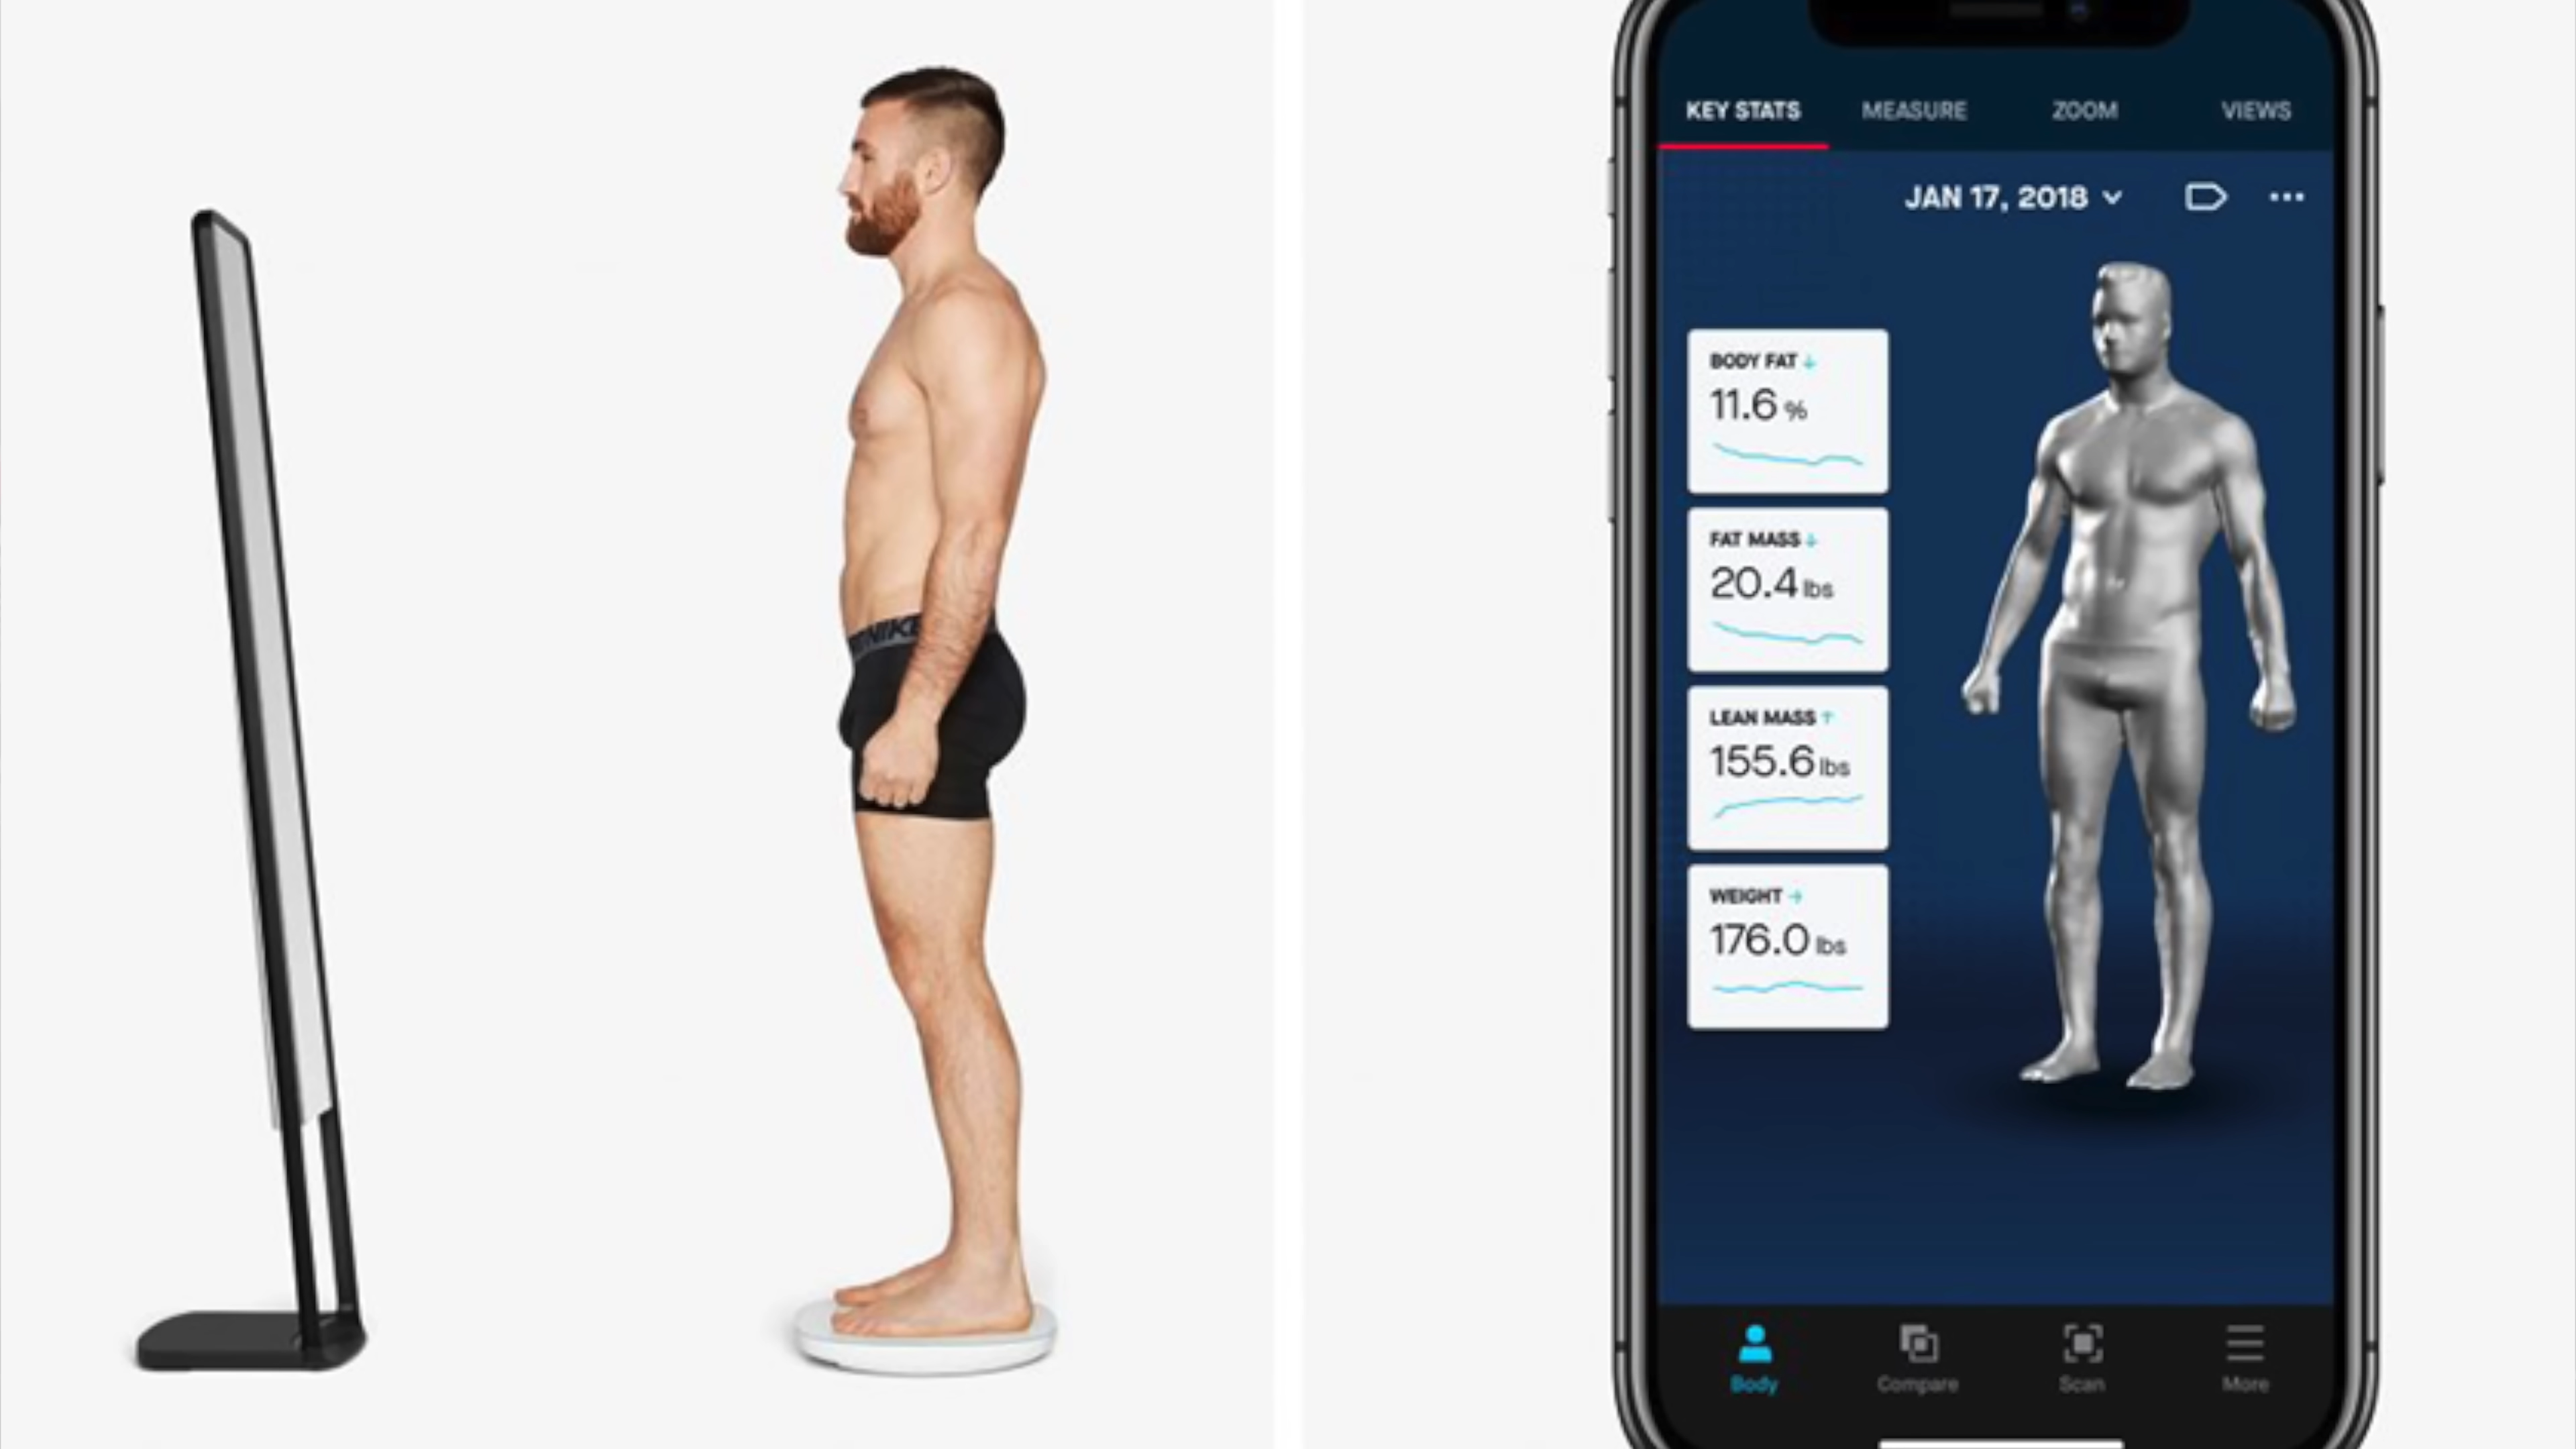 NIKE
KEY STATS MEASURE ZOOM VIEWS
JAN 17, 2018
BODY FAT ↓
11.6 %
FAT MASS ↓
20.4 lbs
LEAN MASS ↑
155.6 lbs
WEIGHT →
176.0 lbs
Body Compare Scan More